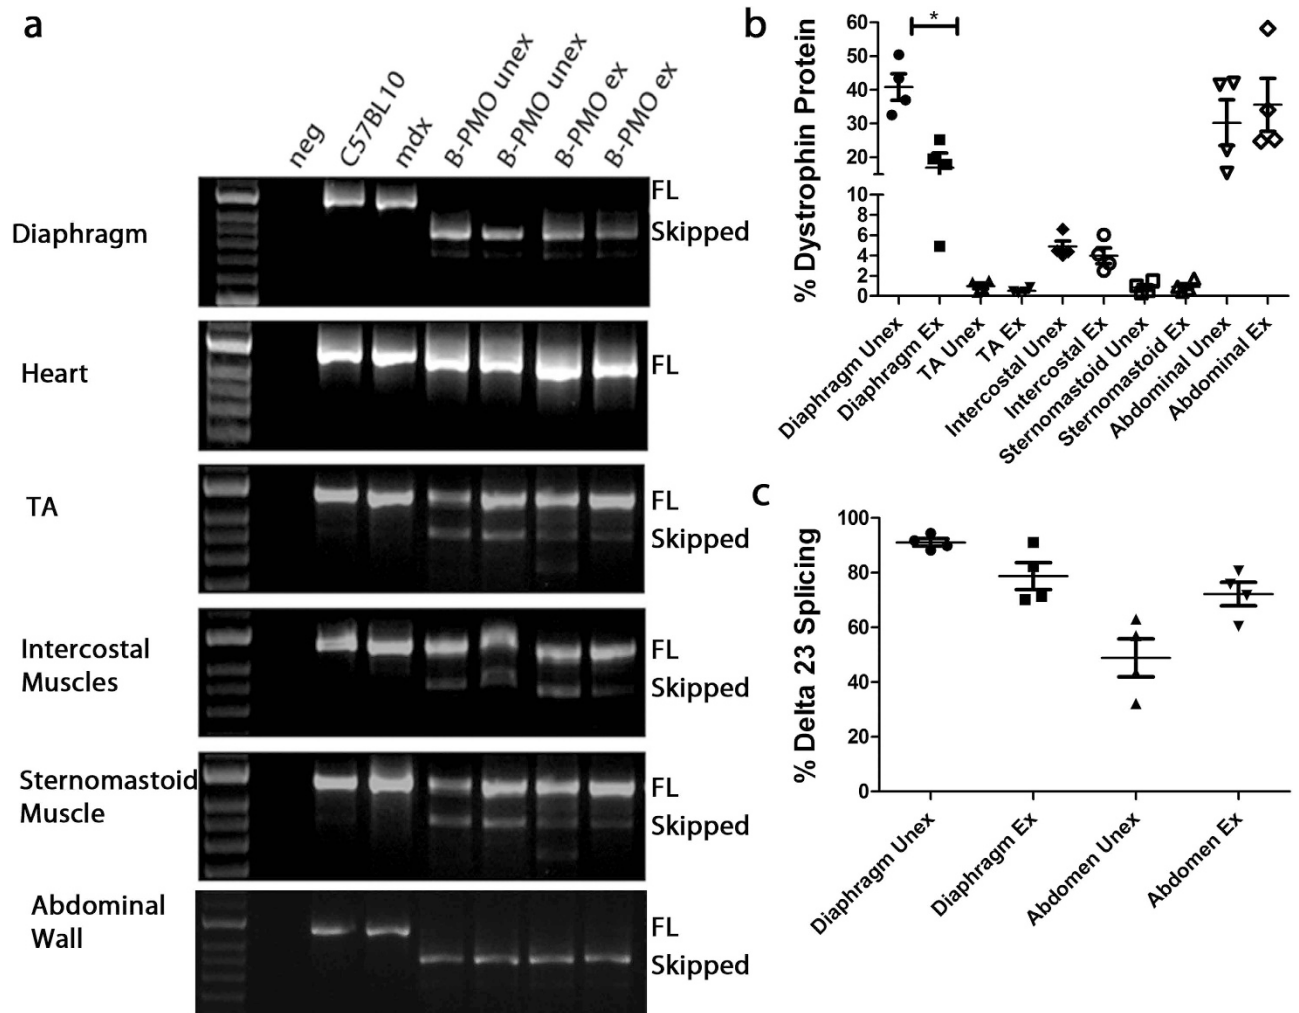 a
neg
C57BL10
mdx
B-PMO unex
B-PMO unex
B-PMO ex
B-PMO ex
Diaphragm
FL
Skipped
Heart
FL
TA
FL
Skipped
Intercostal
Muscles
FL
Skipped
Sternomastoid
Muscle
FL
Skipped
Abdominal
Wall
FL
Skipped
b
% Dystrophin Protein
60
50
40
30
20
10
8
6
4
2
0
*
Diaphragm Unex
Diaphragm Ex
TA Unex
TA Ex
Intercostal Unex
Intercostal Ex
Sternomastoid Unex
Sternomastoid Ex
Abdominal Unex
Abdominal Ex
c
% Delta 23 Splicing
100
80
60
40
20
0
Diaphragm Unex
Diaphragm Ex
Abdomen Unex
Abdomen Ex